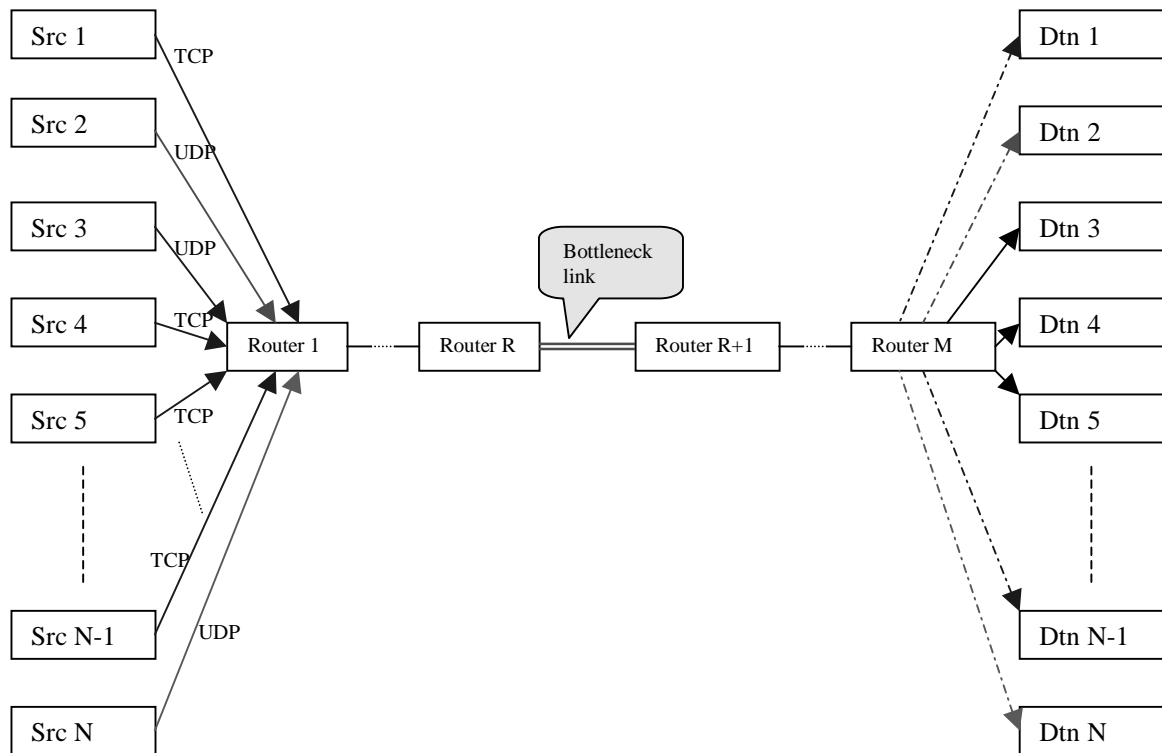 Src 1
TCP
Src 2
UDP
Src 3
UDP
Src 4
TCP
Src 5
TCP
TCP
Src N-1
UDP
Src N
Router 1
Router R
Bottleneck
link
Router R+1
Router M
Dtn 1
Dtn 2
Dtn 3
Dtn 4
Dtn 5
Dtn N-1
Dtn N